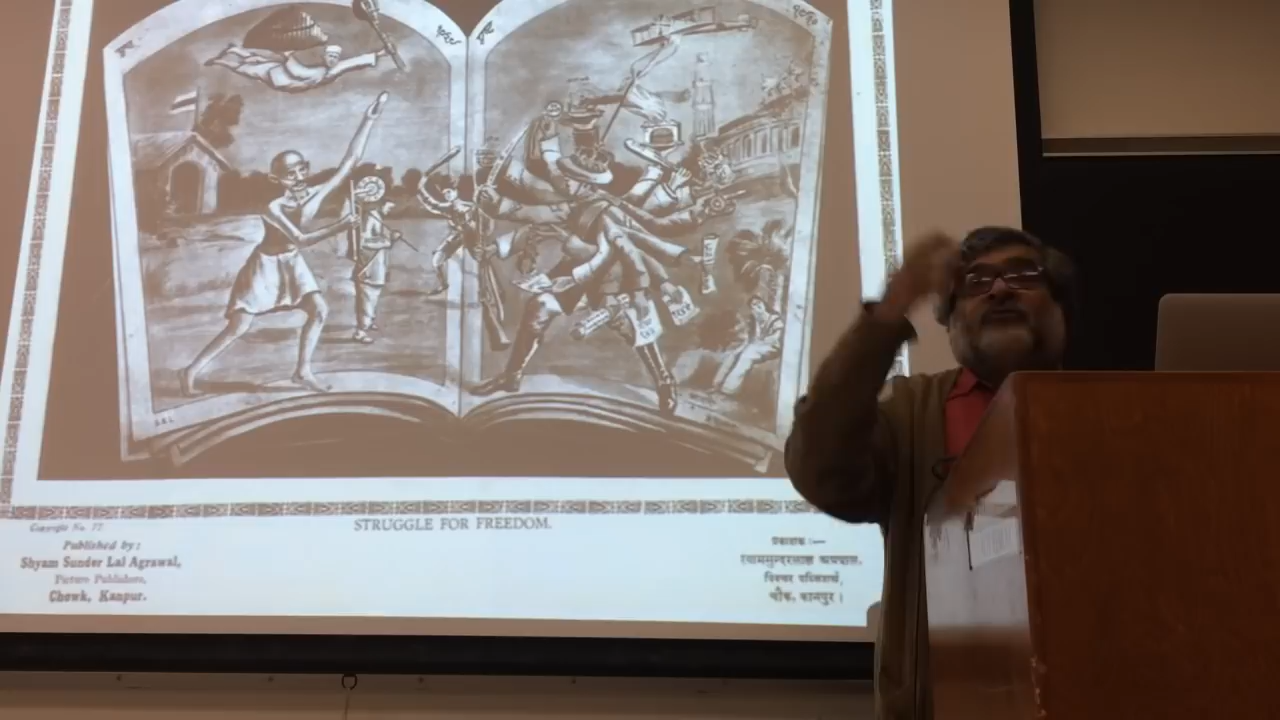 STRUGGLE FOR FREEDOM.
Copyright No. 77
Published by:
Shyam Sunder Lal Agrawal,
Picture Publishers,
Chowk, Kanpur.
प्रकाशक :—
श्यामसुन्दरलाल अग्रवाल,
पिक्चर पब्लिशर्स,
चौक, कानपुर।